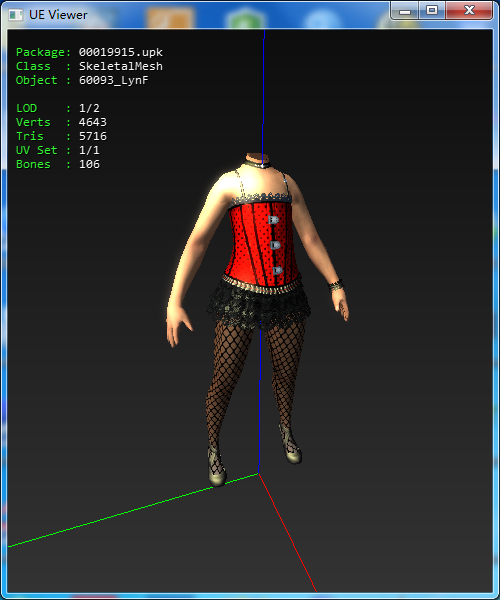 UE Viewer
Package: 00019915.upk
Class : SkeletalMesh
Object : 60093_LynF
LOD : 1/2
Verts : 4643
Tris : 5716
UV Set : 1/1
Bones : 106